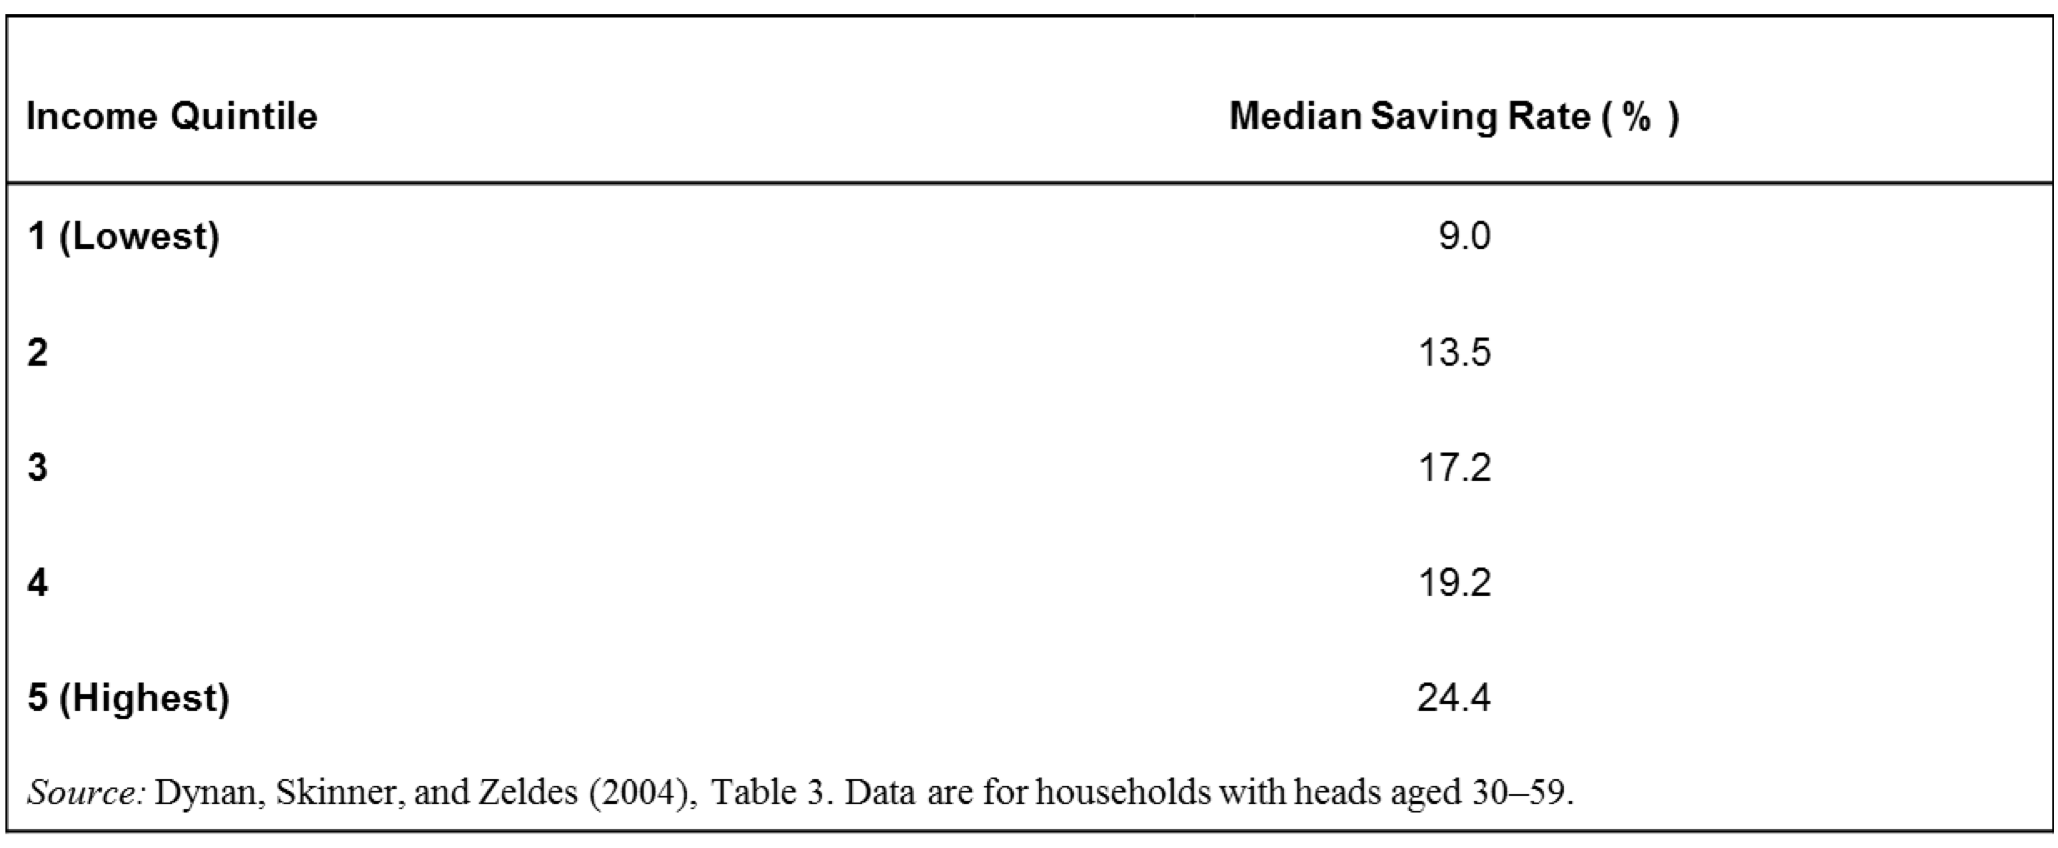 Income Quintile Median Saving Rate ( % )
1 (Lowest) 9.0
2 13.5
3 17.2
4 19.2
5 (Highest) 24.4
Source: Dynan, Skinner, and Zeldes (2004), Table 3. Data are for households with heads aged 30–59.